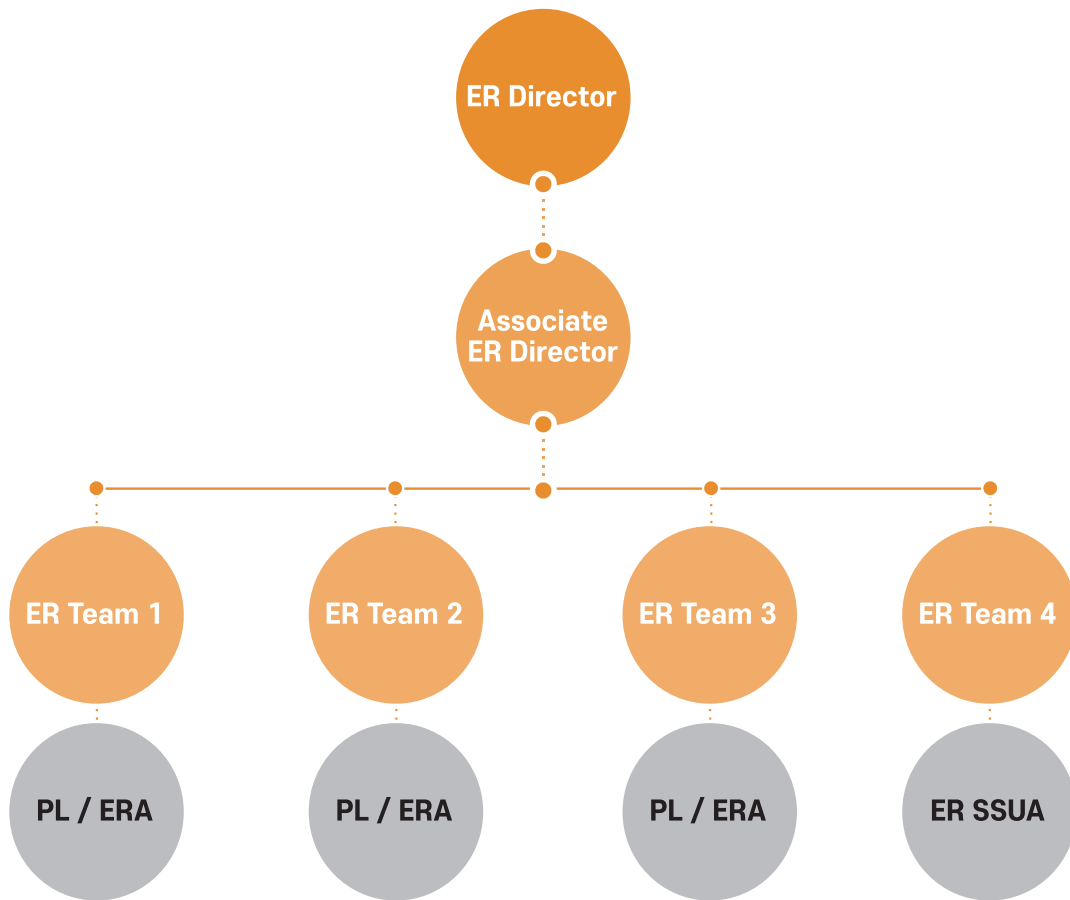 ER Director
Associate
ER Director
ER Team 1
ER Team 2
ER Team 3
ER Team 4
PL / ERA
PL / ERA
PL / ERA
ER SSUA